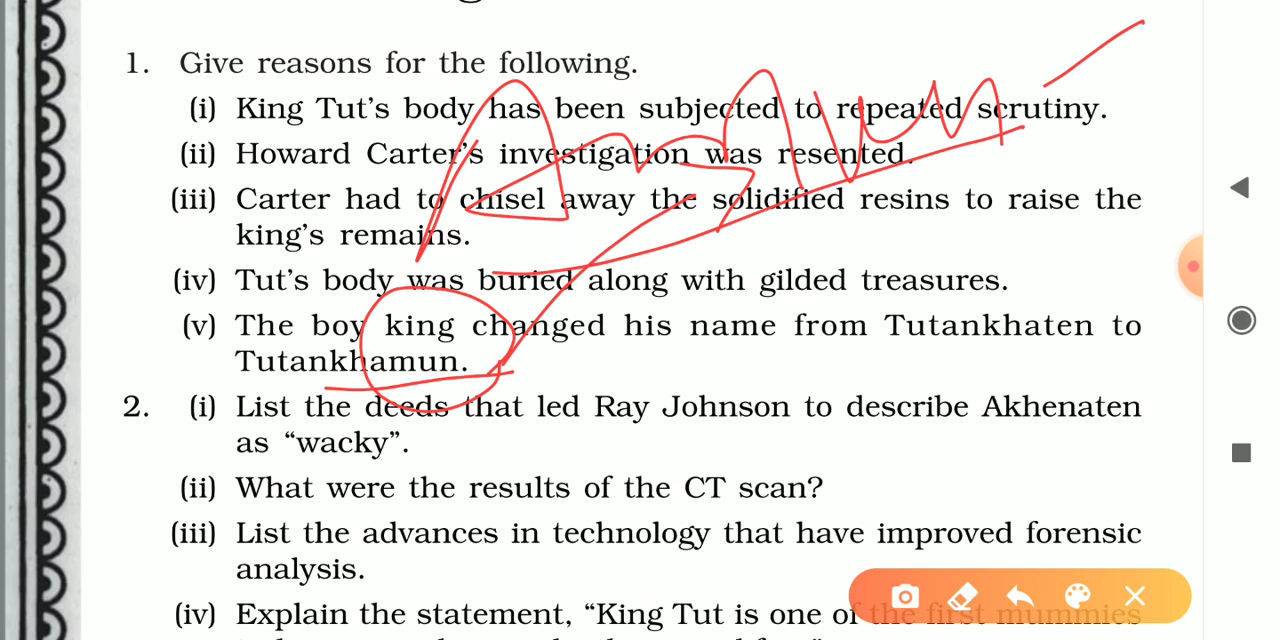 1. Give reasons for the following.
(i) King Tut's body has been subjected to repeated scrutiny.
(ii) Howard Carter's investigation was resented.
(iii) Carter had to chisel away the solidified resins to raise the
king's remains.
(iv) Tut's body was buried along with gilded treasures.
(v) The boy king changed his name from Tutankhaten to
Tutankhamun.
2. (i) List the deeds that led Ray Johnson to describe Akhenaten
as “wacky”.
(ii) What were the results of the CT scan?
(iii) List the advances in technology that have improved forensic
analysis.
(iv) Explain the statement, “King Tut is one of the first mummies